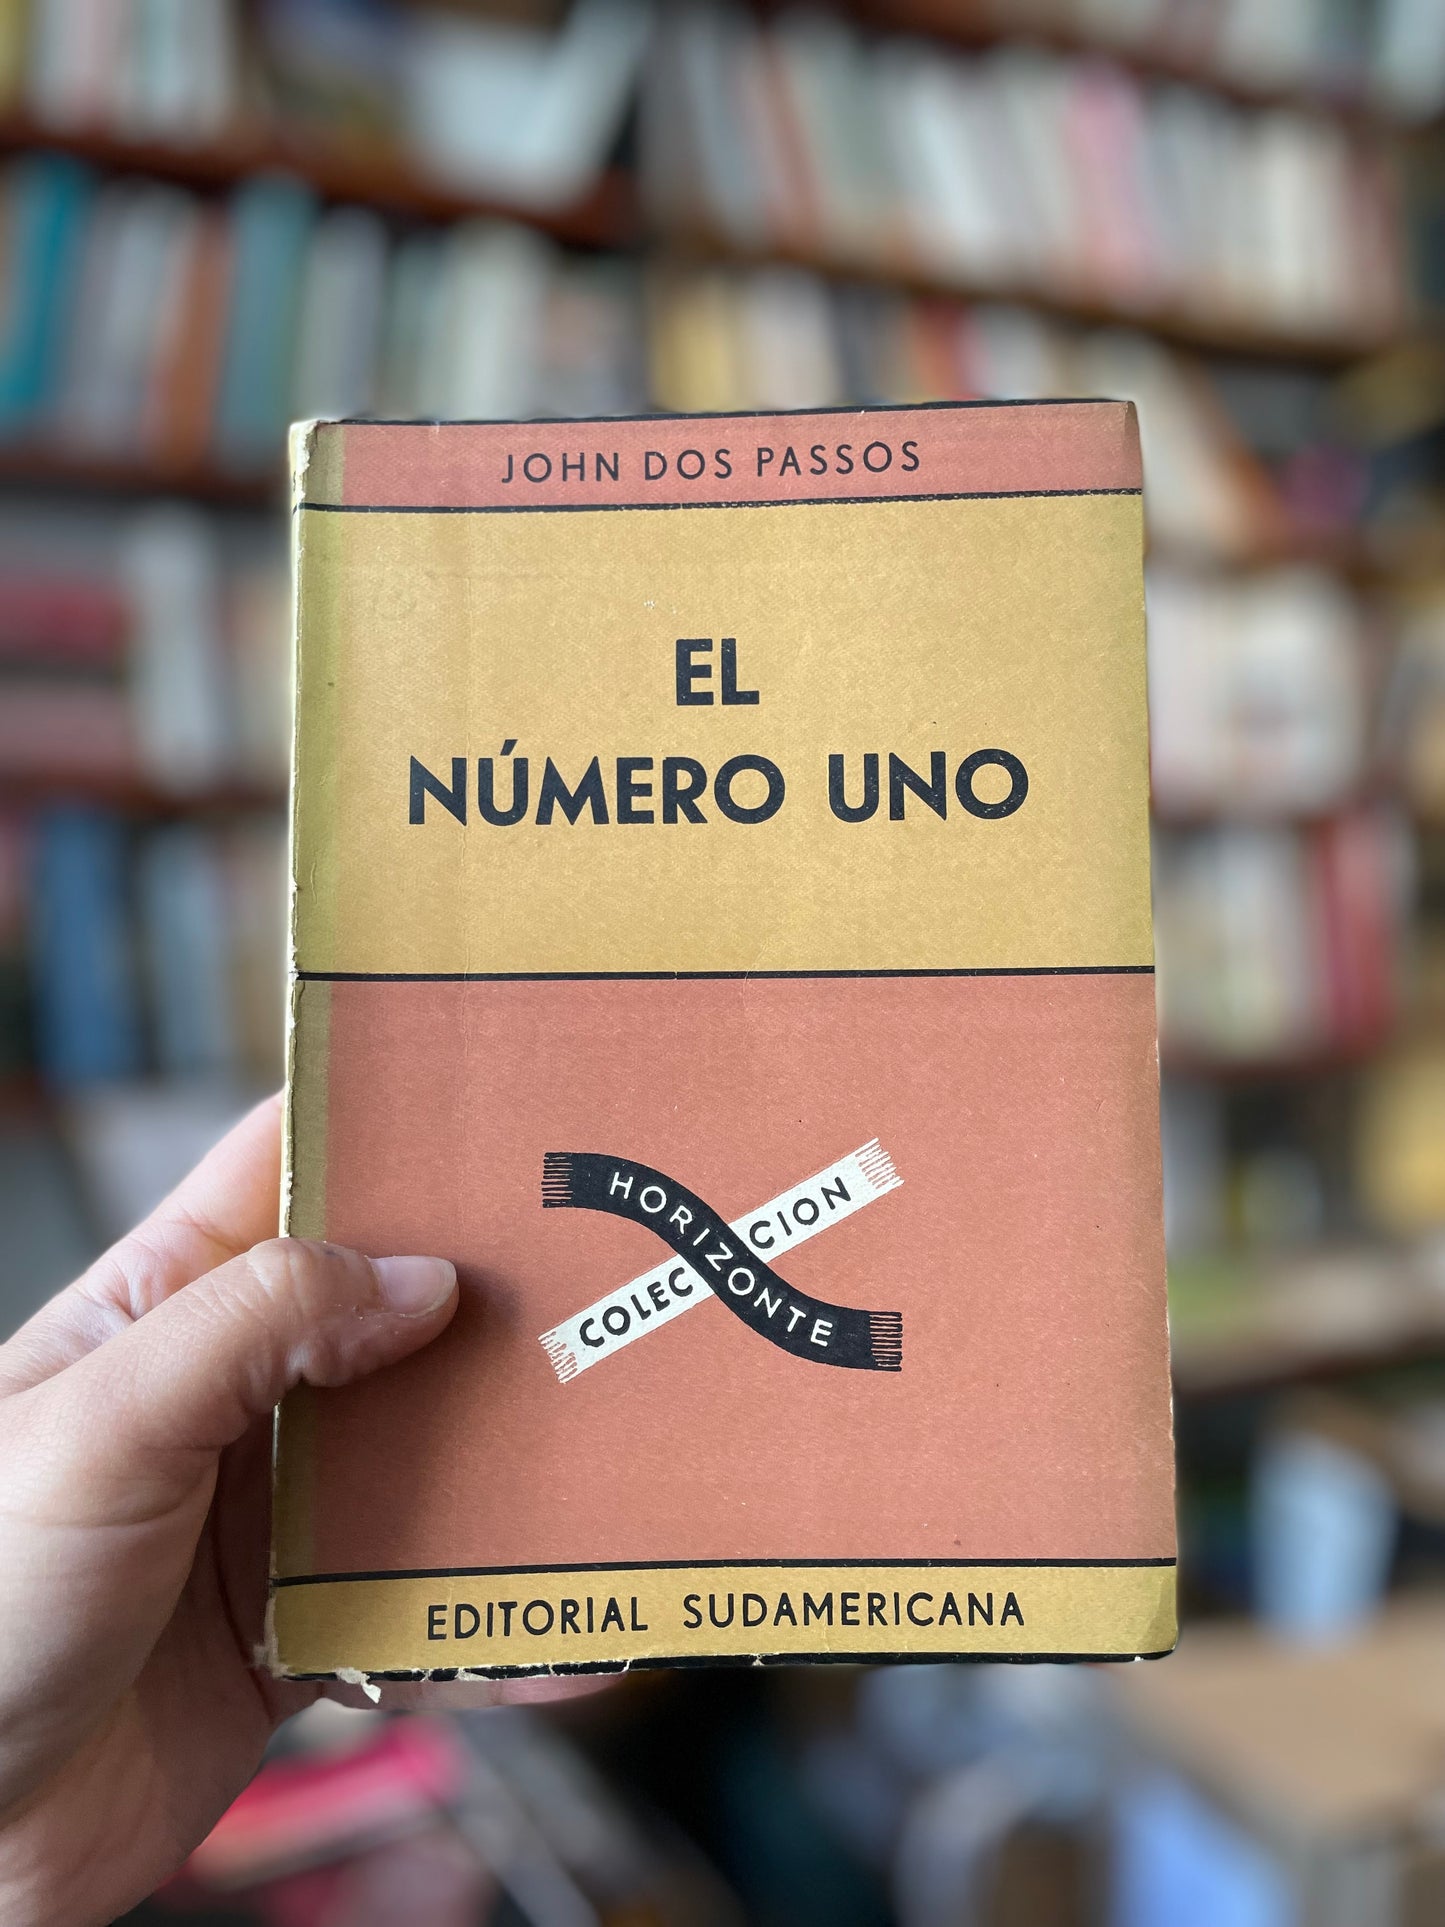 JOHN DOS PASSOS
EL
NÚMERO UNO
HORIZONTE
COLECCION
EDITORIAL SUDAMERICANA